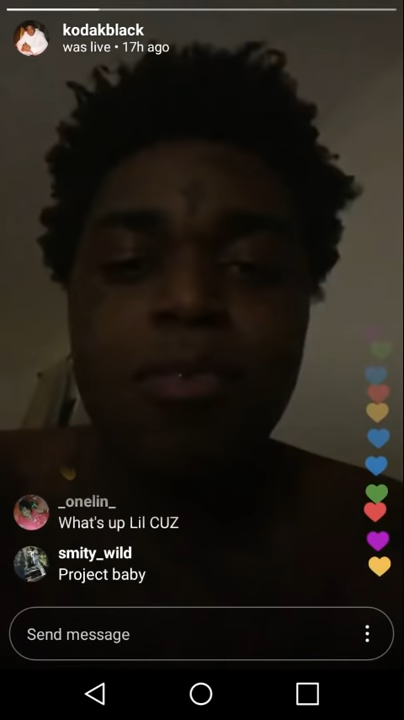 kodakblack
was live • 17h ago
_onelin_
What's up Lil CUZ
smity_wild
Project baby
Send message